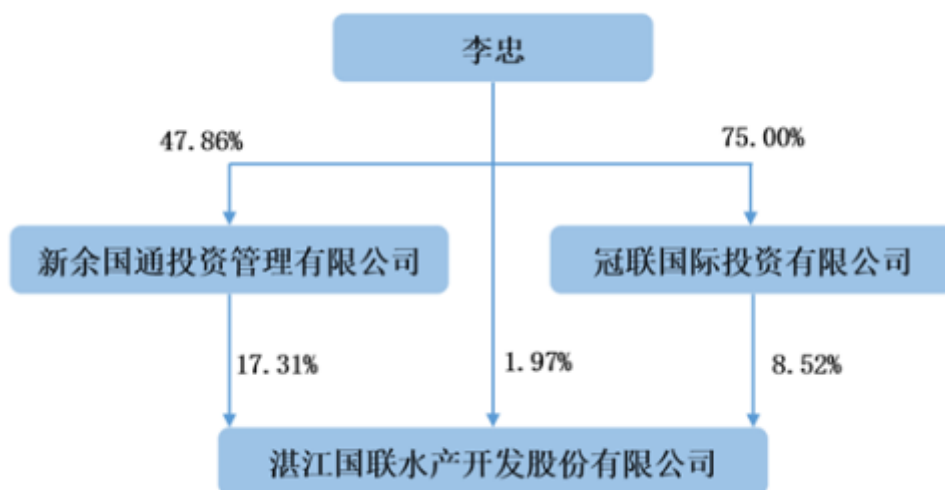 李忠
47.86%
75.00%
新余国通投资管理有限公司
冠联国际投资有限公司
17.31%
1.97%
8.52%
湛江国联水产开发股份有限公司